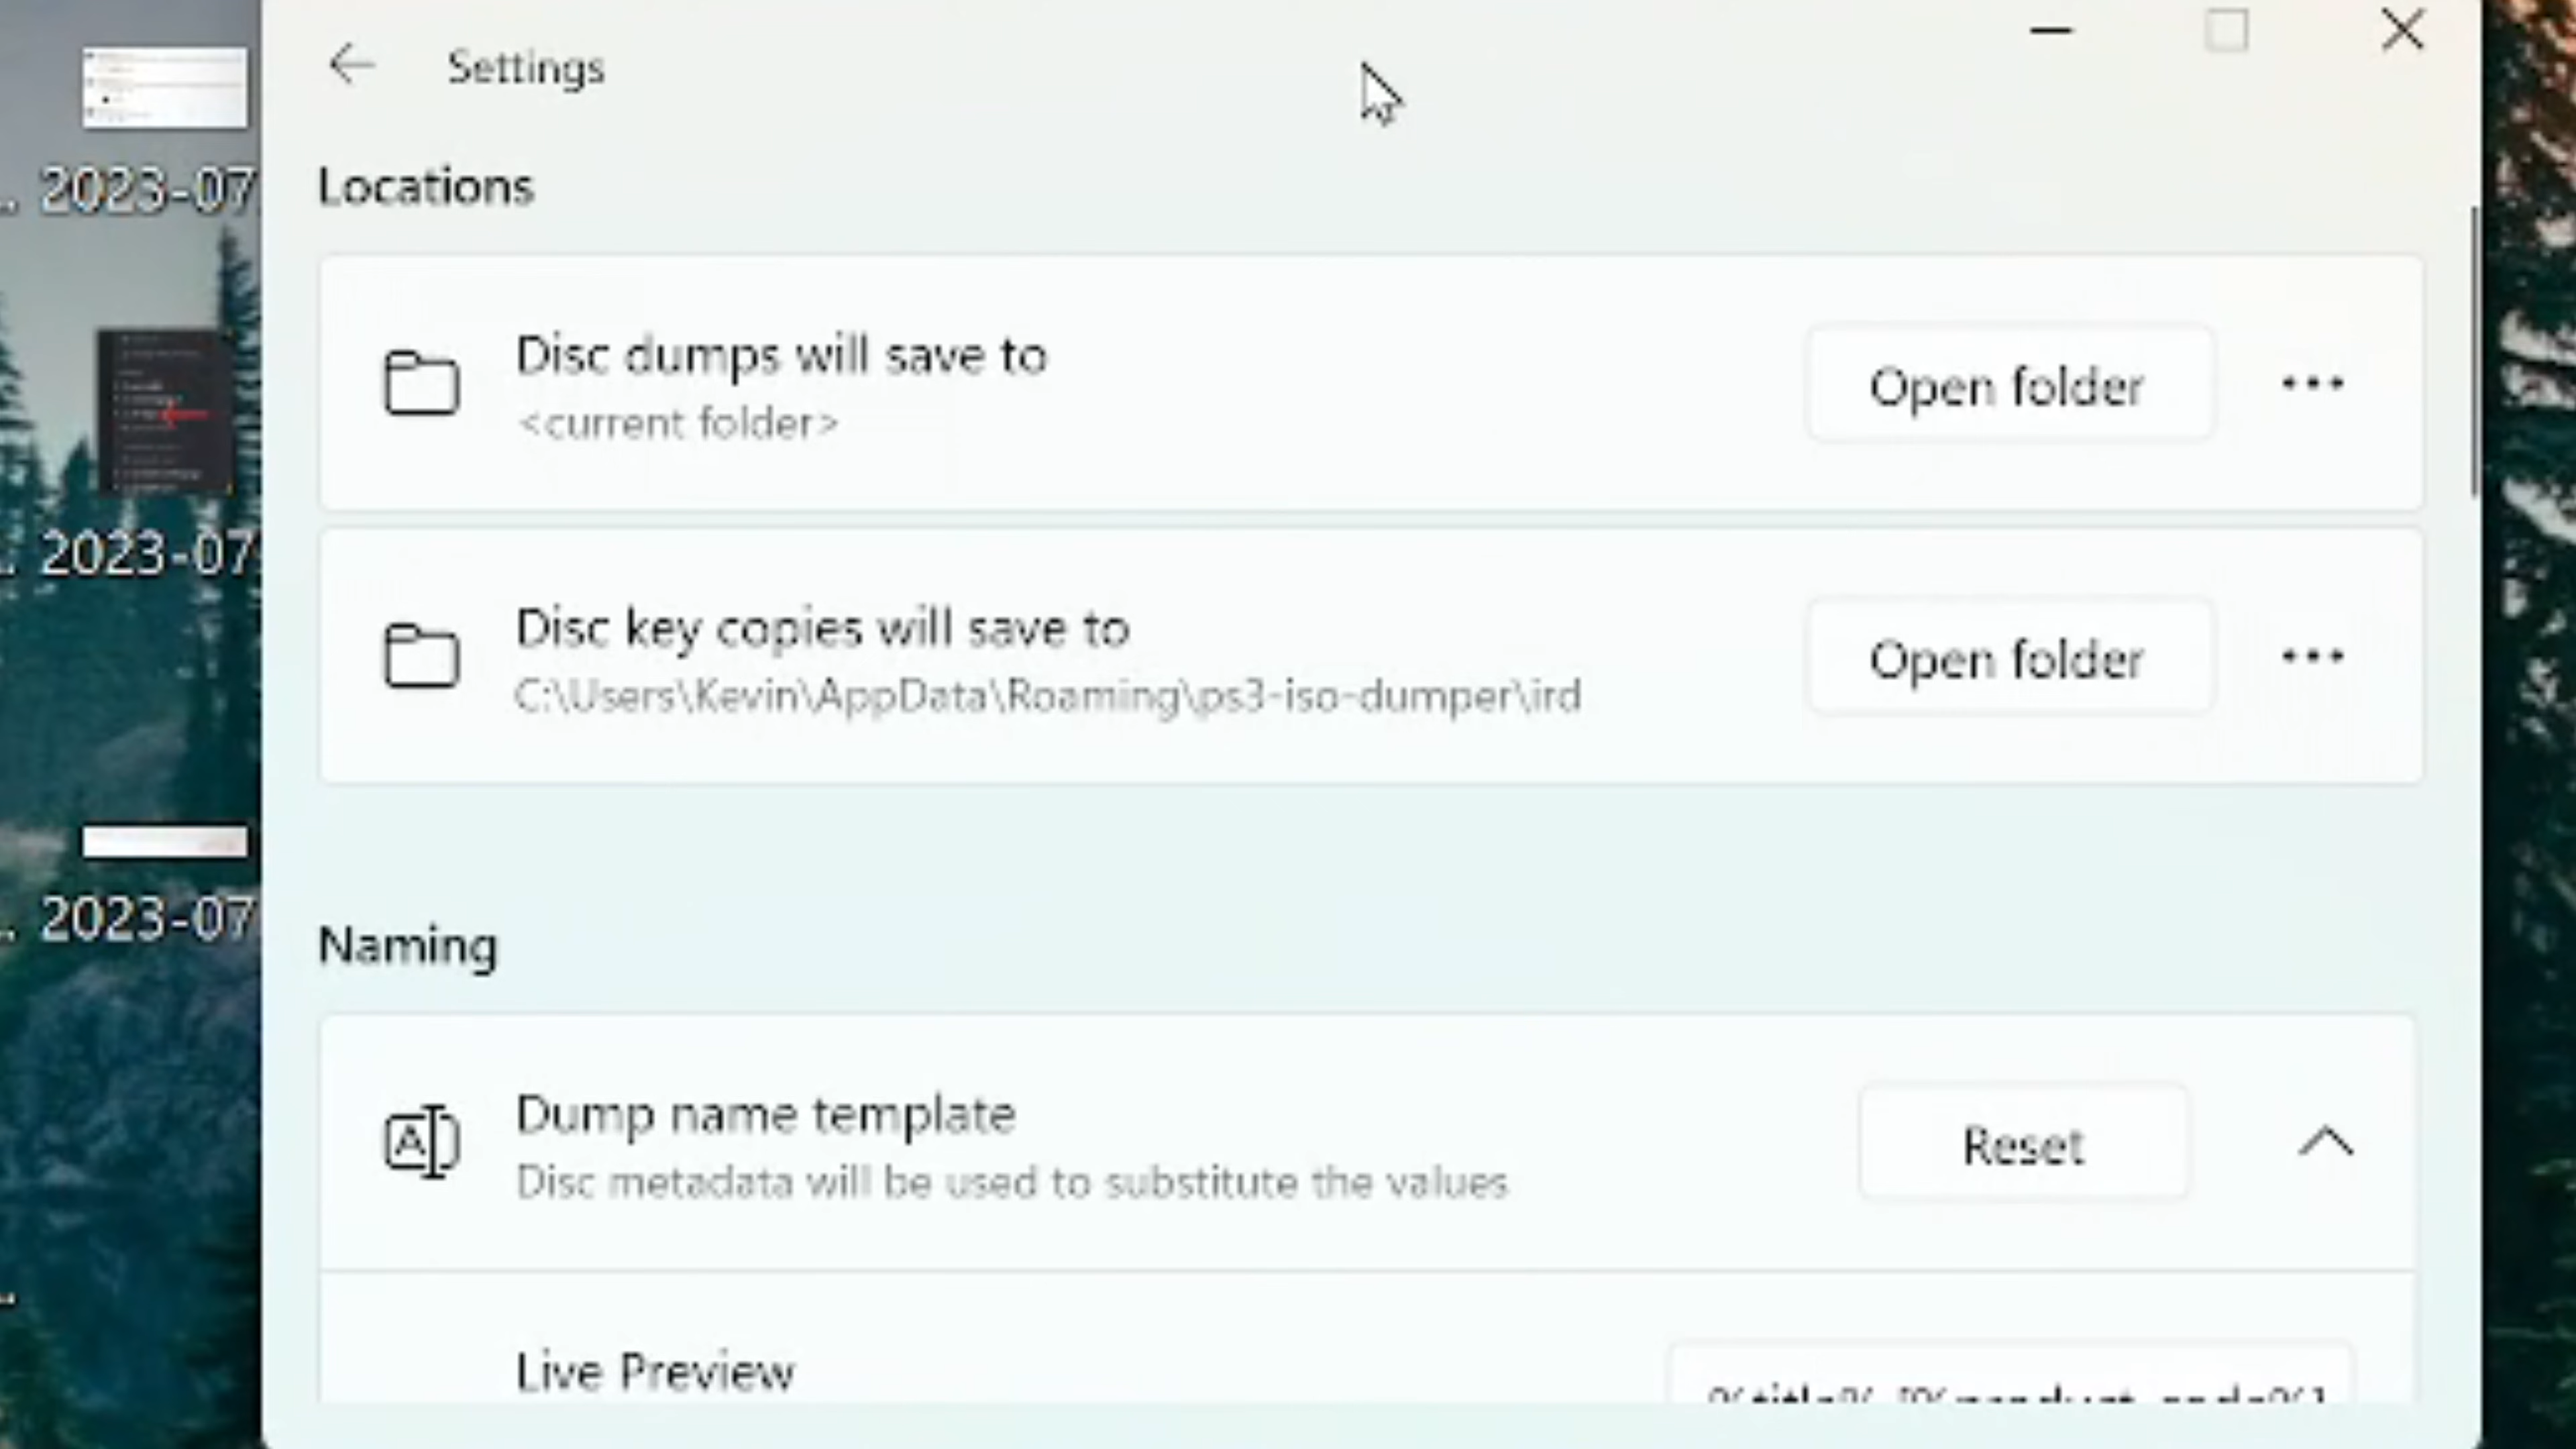 Settings
Locations
Disc dumps will save to
<current folder>
Open folder
Disc key copies will save to
C:\Users\Kevin\AppData\Roaming\ps3-iso-dumper\ird
Open folder
Naming
Dump name template
Disc metadata will be used to substitute the values
Reset
Live Preview
%title% [%product_code%]
2023-07
2023-07
2023-07